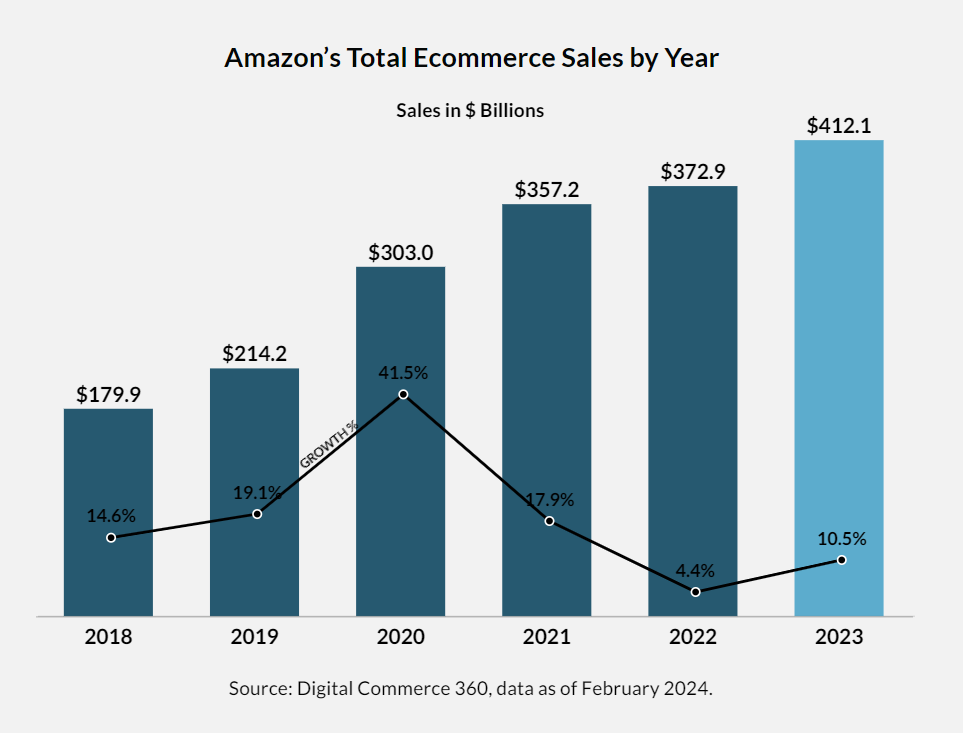 Amazon’s Total Ecommerce Sales by Year
Sales in $ Billions
$412.1
$372.9
$357.2
$303.0
$214.2
$179.9
41.5%
GROWTH %
19.1%
17.9%
14.6%
10.5%
4.4%
2018 2019 2020 2021 2022 2023
Source: Digital Commerce 360, data as of February 2024.